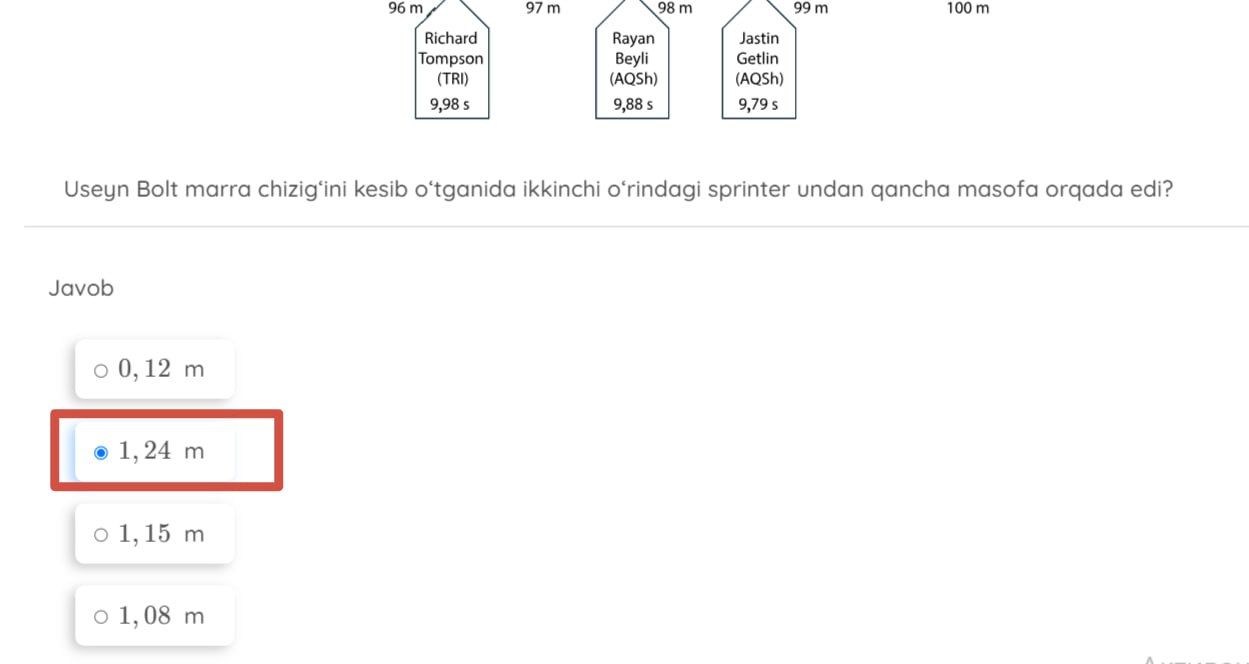 96 m 97 m 98 m 99 m 100 m
Richard
Tompson
(TRI)
9,98 s
Rayan
Beyli
(AQSh)
9,88 s
Jastin
Getlin
(AQSh)
9,79 s
Useyn Bolt marra chizig‘ini kesib o‘tganida ikkinchi o‘rindagi sprinter undan qancha masofa orqada edi?
Javob
0,12 m
1,24 m
1,15 m
1,08 m